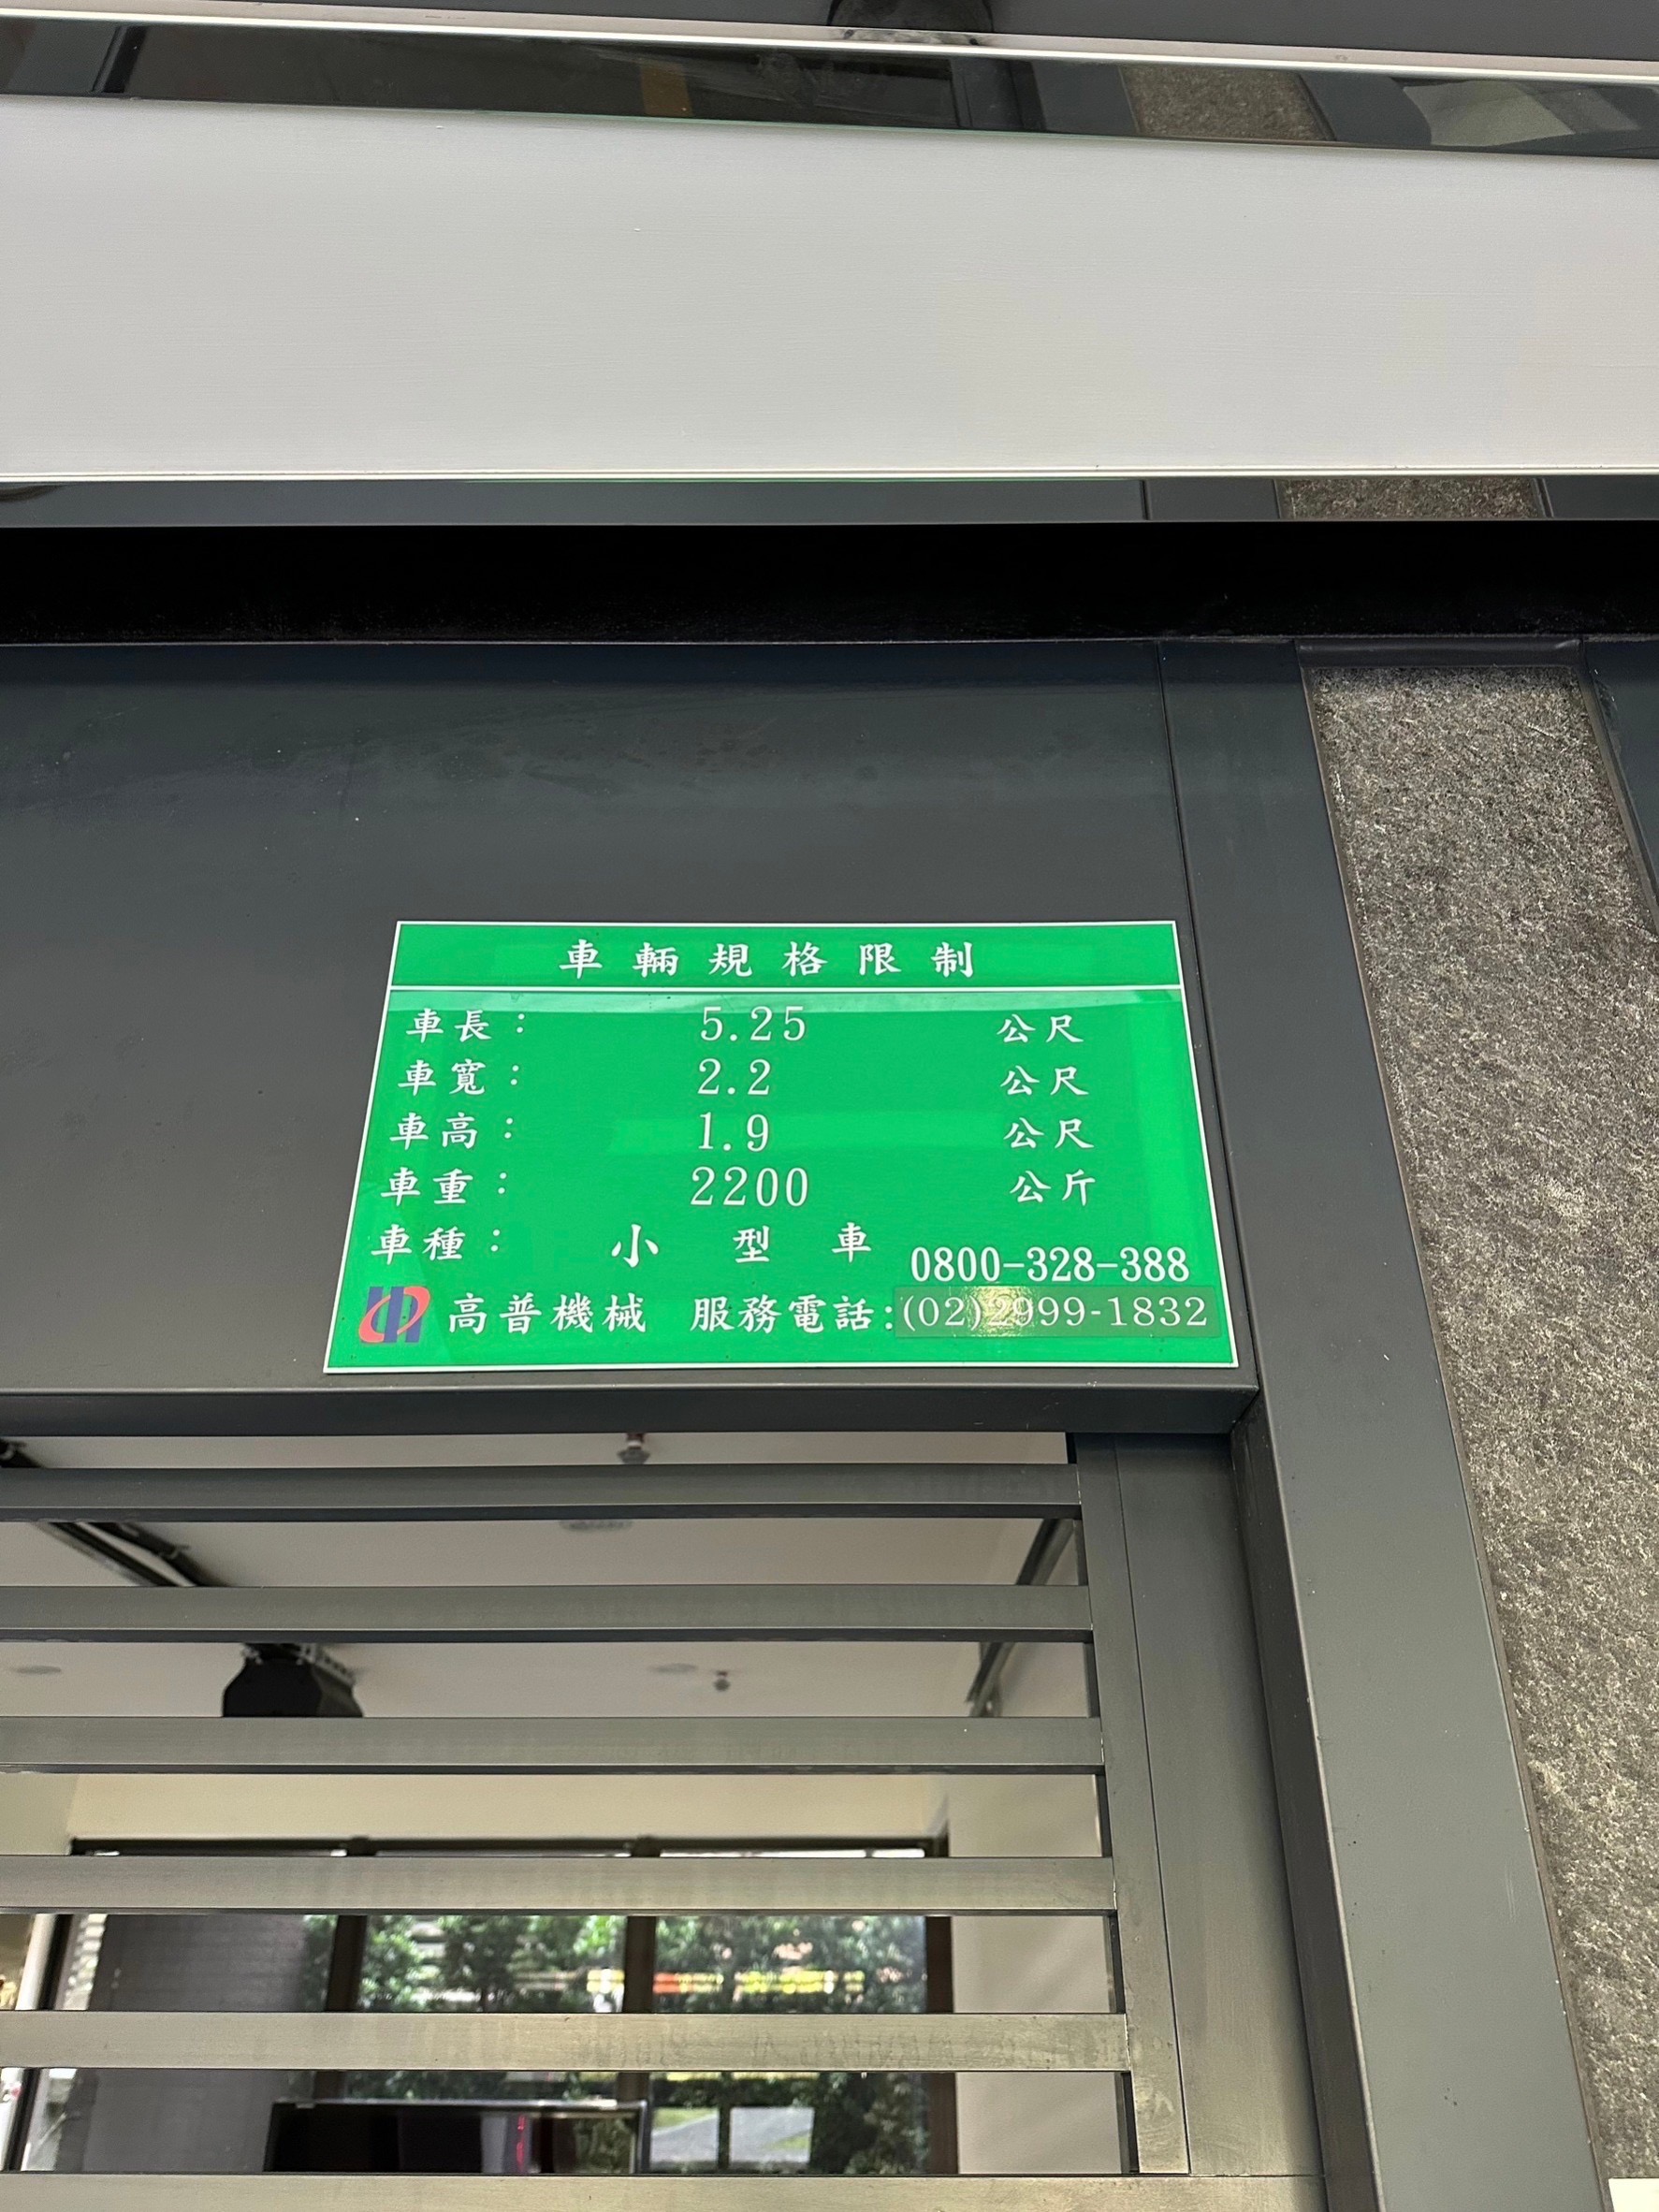 車輛規格限制
車長： 5.25 公尺
車寬： 2.2 公尺
車高： 1.9 公尺
車重： 2200 公斤
車種： 小型車
0800-328-388
高普機械 服務電話:(02)2999-1832